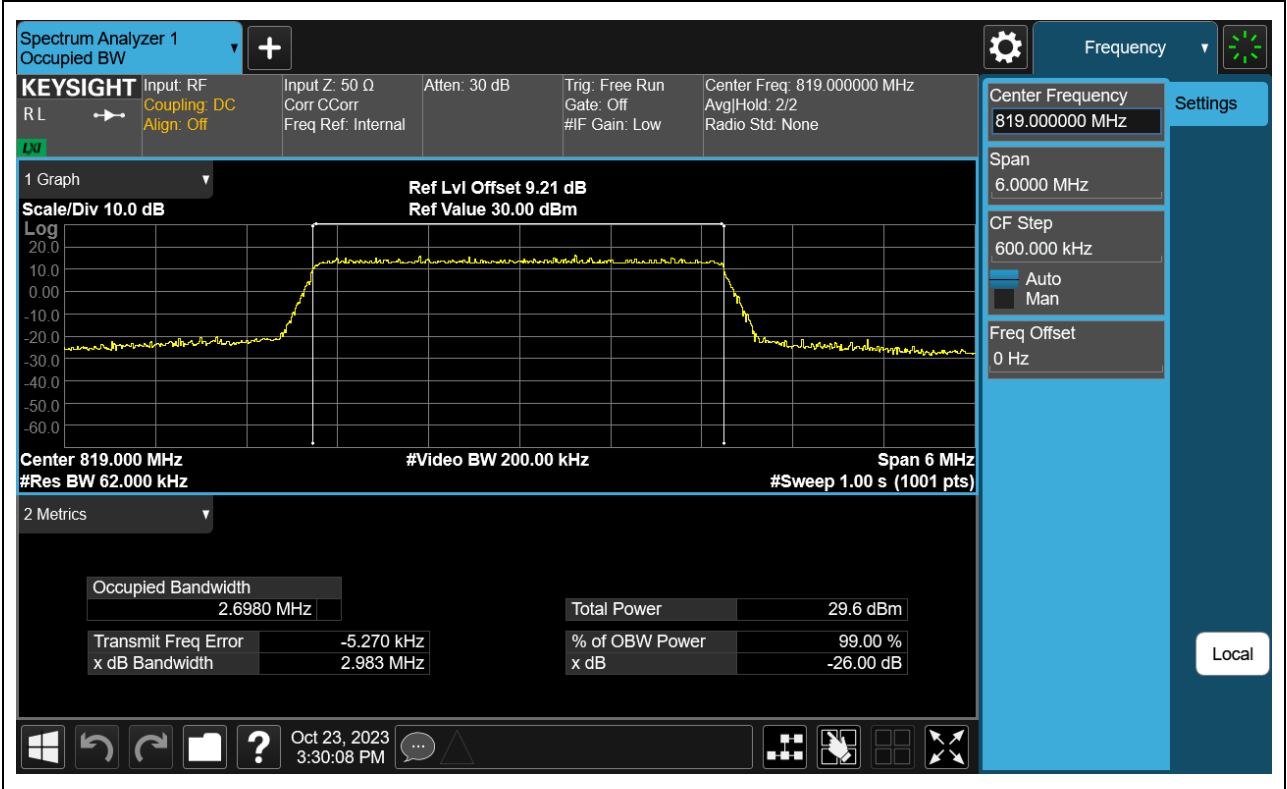 Spectrum Analyzer 1
Occupied BW
Frequency
KEYSIGHT
R L
LXI
Input: RF
Coupling: DC
Align: Off
Input Z: 50 Ω
Corr CCorr
Freq Ref: Internal
Atten: 30 dB
Trig: Free Run
Gate: Off
#IF Gain: Low
Center Freq: 819.000000 MHz
Avg|Hold: 2/2
Radio Std: None
Center Frequency
819.000000 MHz
Settings
Span
6.0000 MHz
CF Step
600.000 kHz
Auto
Man
Freq Offset
0 Hz
1 Graph
Scale/Div 10.0 dB
Ref Lvl Offset 9.21 dB
Ref Value 30.00 dBm
Log
20.0
10.0
0.00
-10.0
-20.0
-30.0
-40.0
-50.0
-60.0
Center 819.000 MHz
#Video BW 200.00 kHz
Span 6 MHz
#Res BW 62.000 kHz
#Sweep 1.00 s (1001 pts)
2 Metrics
Occupied Bandwidth
2.6980 MHz
Total Power 29.6 dBm
Transmit Freq Error -5.270 kHz
% of OBW Power 99.00 %
x dB Bandwidth 2.983 MHz
x dB -26.00 dB
Local
Oct 23, 2023
3:30:08 PM